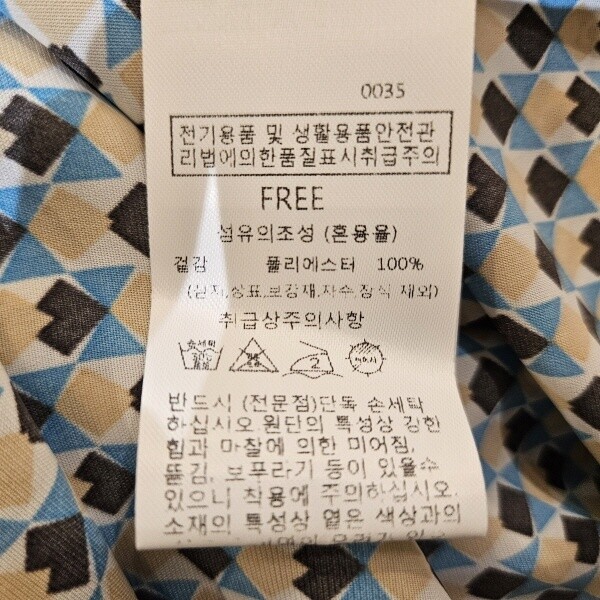 0035
전기용품 및 생활용품안전관
리법에의한품질표시취급주의
FREE
섬유의조성 (혼용율)
겉감 폴리에스터 100%
(심지,상표,보강재,자수,장식 제외)
취급상주의사항
손세탁
2
반드시 (전문점)단독 손세탁
하십시오.원단의 특성상 강한
힘과 마찰에 의한 미어짐,
뜯김, 보푸라기 등이 있을수
있으니 착용에 주의하십시오.
소재의 특성상 옅은 색상과의